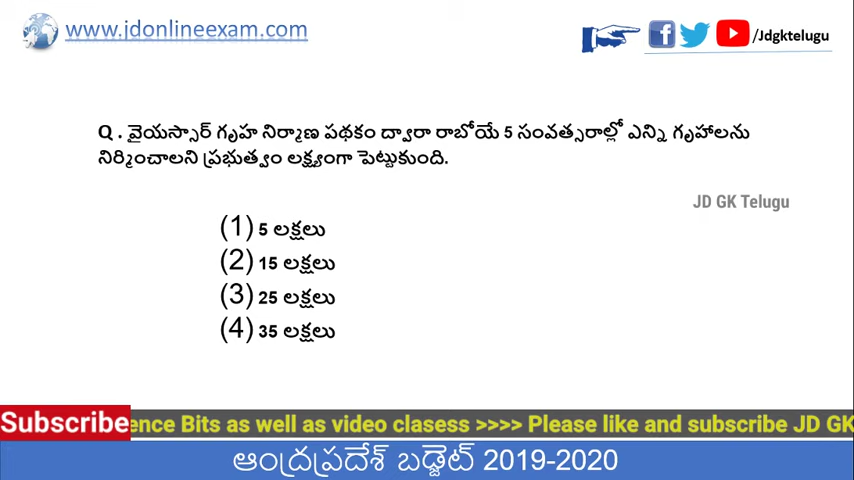 www.jdonlineexam.com
/Jdgktelugu
Q . వైయస్సార్ గృహ నిర్మాణ పథకం ద్వారా రాబోయే 5 సంవత్సరాల్లో ఎన్ని గృహాలను
నిర్మించాలని ప్రభుత్వం లక్ష్యంగా పెట్టుకుంది.
JD GK Telugu
(1) 5 లక్షలు
(2) 15 లక్షలు
(3) 25 లక్షలు
(4) 35 లక్షలు
Subscribe ence Bits as well as video clasess >>>> Please like and subscribe JD GK
ఆంధ్రప్రదేశ్ బడ్జెట్ 2019-2020